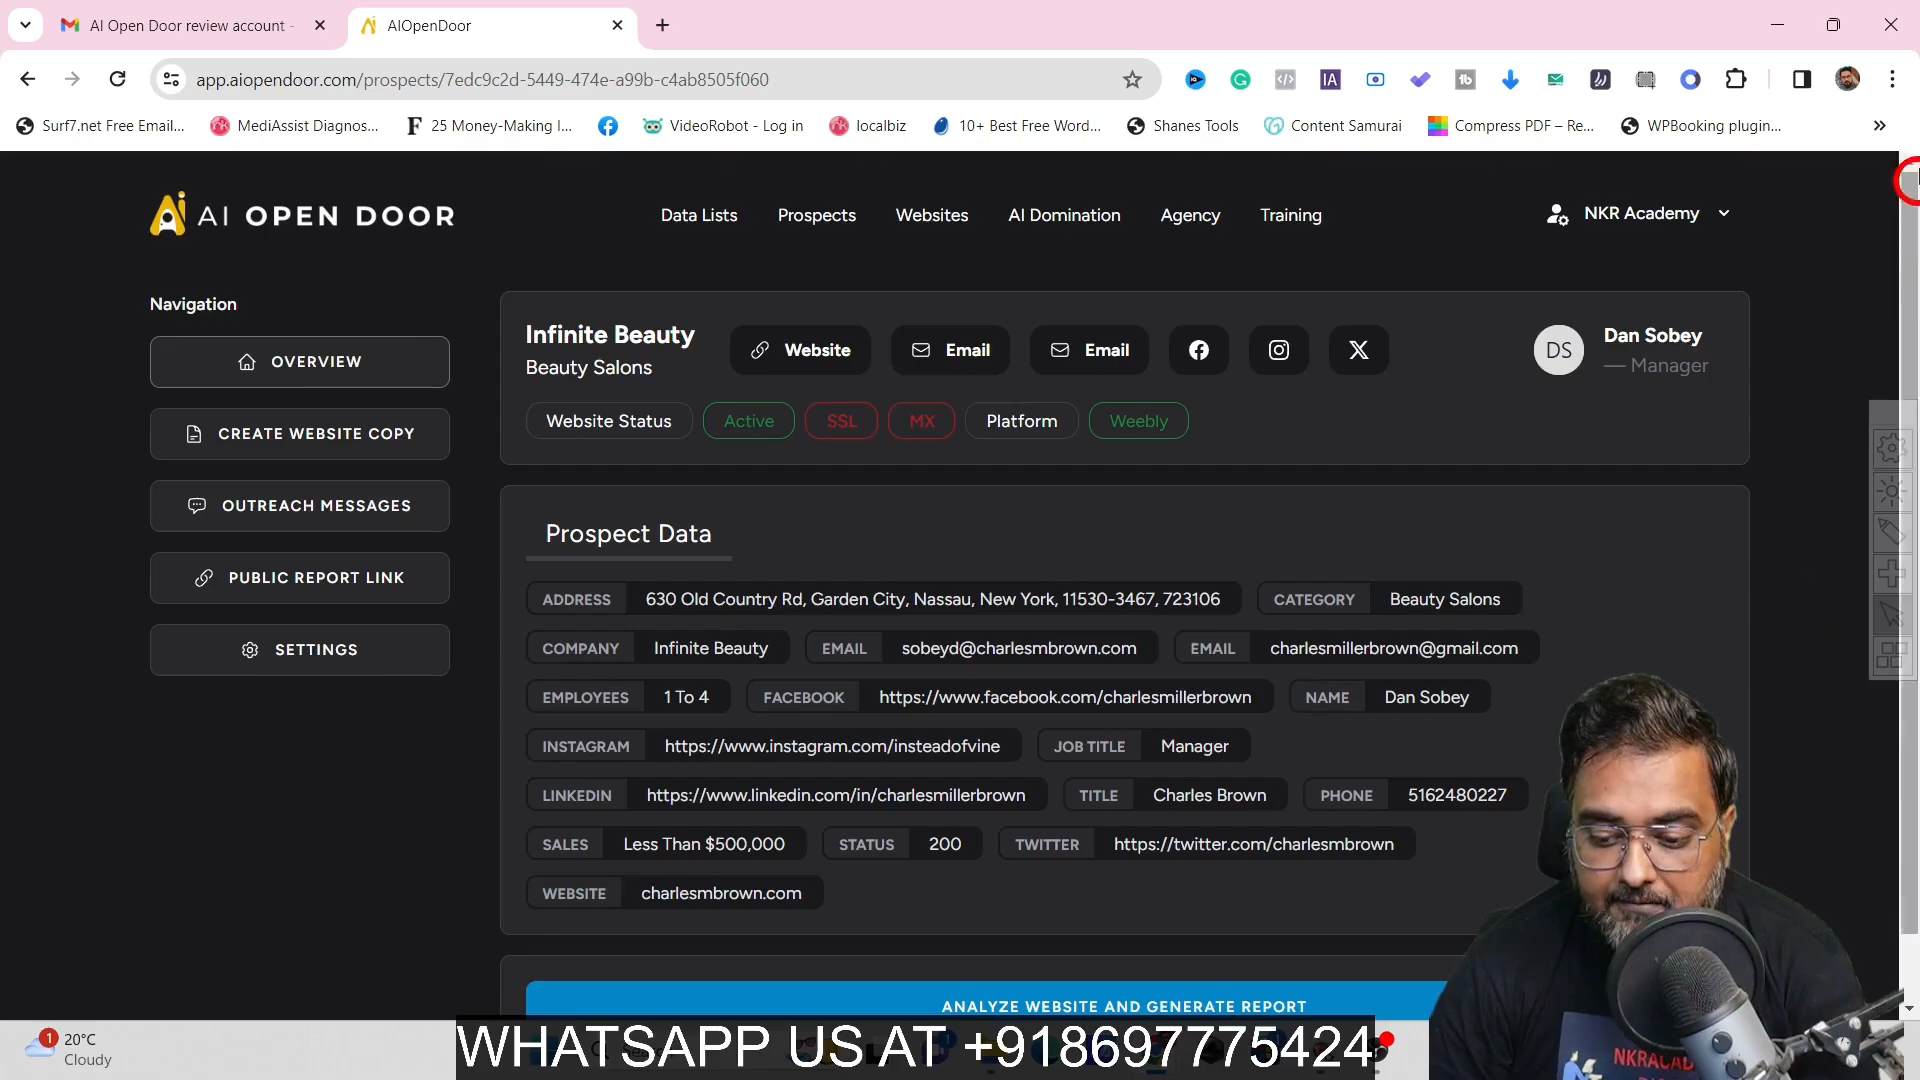 AI Open Door review account -
AIOpenDoor
app.aiopendoor.com/prospects/7edc9c2d-5449-474e-a99b-c4ab8505f060
Surf7.net Free Email...
MediAssist Diagnos...
25 Money-Making I...
VideoRobot - Log in
localbiz
10+ Best Free Word...
Shanes Tools
Content Samurai
Compress PDF – Re...
WPBooking plugin...
AI OPEN DOOR
Data Lists
Prospects
Websites
AI Domination
Agency
Training
NKR Academy
Navigation
OVERVIEW
CREATE WEBSITE COPY
OUTREACH MESSAGES
PUBLIC REPORT LINK
SETTINGS
Infinite Beauty
Beauty Salons
Website
Email
Email
DS
Dan Sobey
— Manager
Website Status
Active
SSL
MX
Platform
Weebly
Prospect Data
ADDRESS 630 Old Country Rd, Garden City, Nassau, New York, 11530-3467, 723106
CATEGORY Beauty Salons
COMPANY Infinite Beauty
EMAIL sobeyd@charlesmbrown.com
EMAIL charlesmillerbrown@gmail.com
EMPLOYEES 1 To 4
FACEBOOK https://www.facebook.com/charlesmillerbrown
NAME Dan Sobey
INSTAGRAM https://www.instagram.com/insteadofvine
JOB TITLE Manager
LINKEDIN https://www.linkedin.com/in/charlesmillerbrown
TITLE Charles Brown
PHONE 5162480227
SALES Less Than $500,000
STATUS 200
TWITTER https://twitter.com/charlesmbrown
WEBSITE charlesmbrown.com
ANALYZE WEBSITE AND GENERATE REPORT
1
20°C
Cloudy
WHATSAPP US AT +918697775424